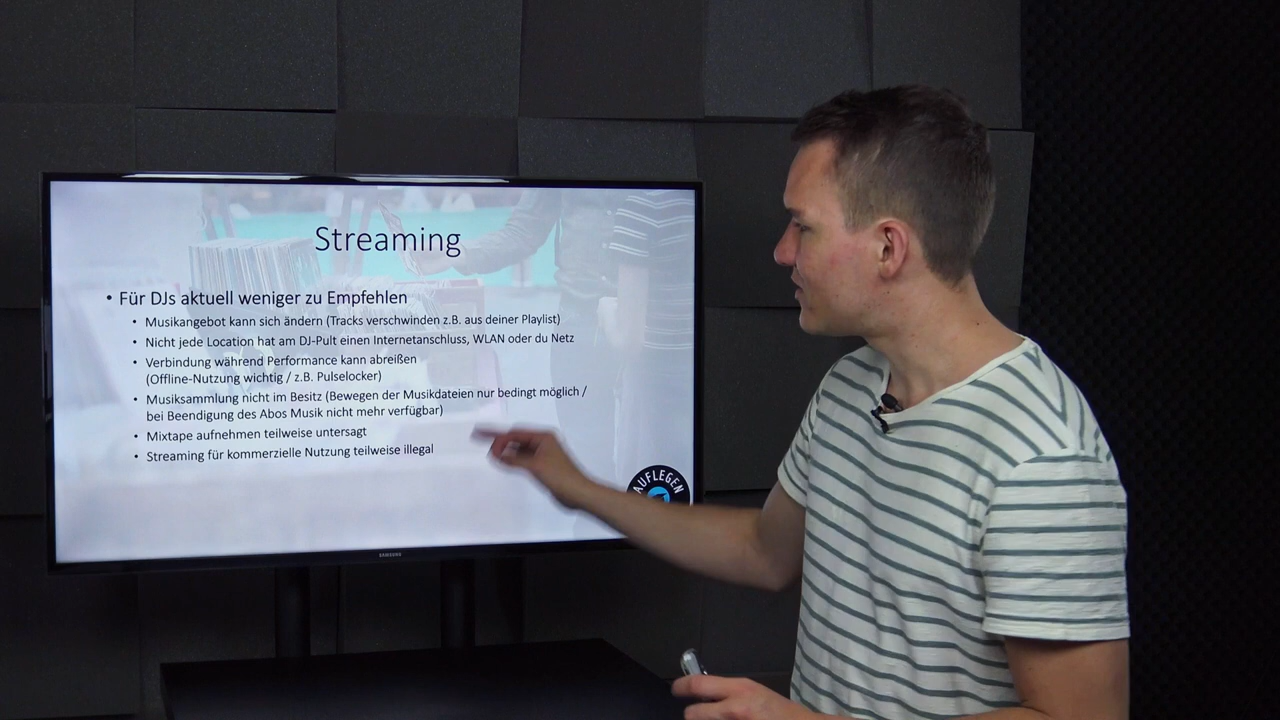 Streaming
• Für DJs aktuell weniger zu Empfehlen
• Musikangebot kann sich ändern (Tracks verschwinden z.B. aus deiner Playlist)
• Nicht jede Location hat am DJ-Pult einen Internetanschluss, WLAN oder du Netz
• Verbindung während Performance kann abreißen
(Offline-Nutzung wichtig / z.B. Pulselocker)
• Musiksammlung nicht im Besitz (Bewegen der Musikdateien nur bedingt möglich /
bei Beendigung des Abos Musik nicht mehr verfügbar)
• Mixtape aufnehmen teilweise untersagt
• Streaming für kommerzielle Nutzung teilweise illegal
AUFLEGEN
SAMSUNG